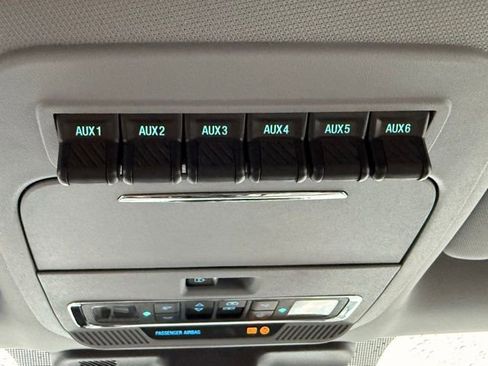 AUX1 AUX2 AUX3 AUX4 AUX5 AUX6
PASSENGER AIRBAG